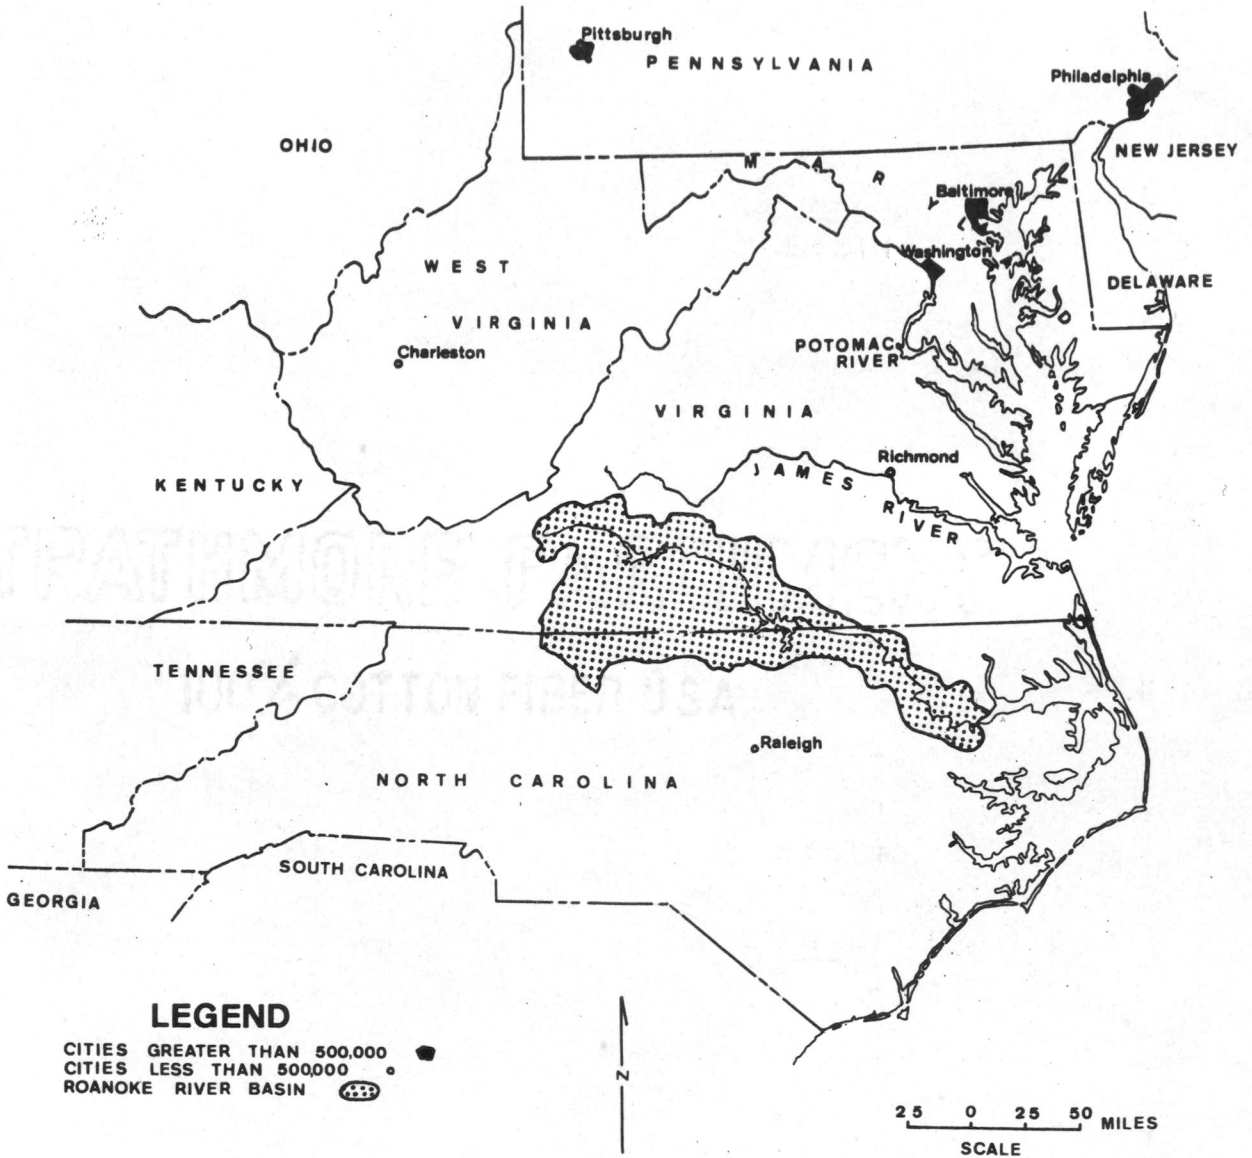 Pittsburgh
PENNSYLVANIA
Philadelphia
OHIO
NEW JERSEY
M A R Y
Baltimore
WEST
VIRGINIA
Washington
DELAWARE
Charleston
POTOMAC
RIVER
VIRGINIA
KENTUCKY
Richmond
JAMES RIVER
TENNESSEE
Raleigh
NORTH CAROLINA
SOUTH CAROLINA
GEORGIA
LEGEND
CITIES GREATER THAN 500,000
CITIES LESS THAN 500,000
ROANOKE RIVER BASIN
N
25 0 25 50 MILES
SCALE